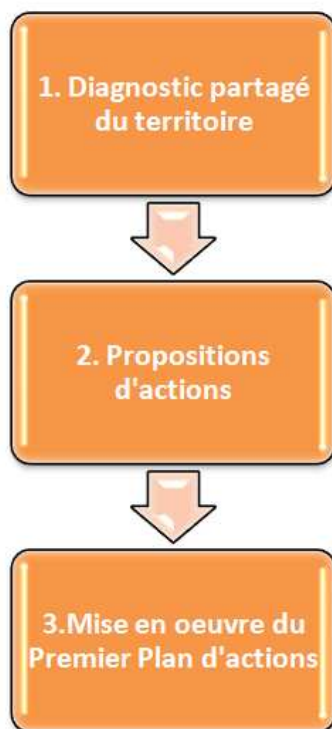 1. Diagnostic partagé
du territoire
2. Propositions
d'actions
3.Mise en oeuvre du
Premier Plan d'actions